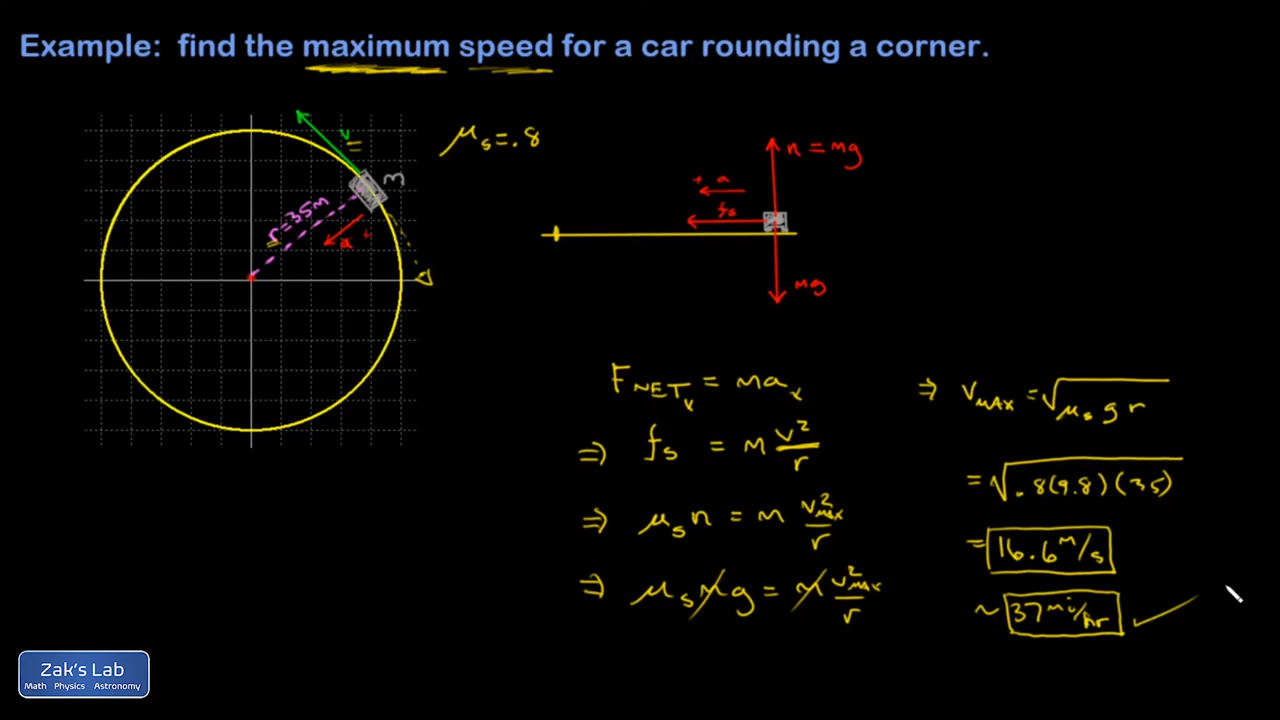 Example: find the maximum speed for a car rounding a corner.
μs = .8
v
m
r = 35m
a +
n = mg
+ a
fs
mg
FNETx = max
⇒ fs = m v²/r
⇒ μs n = m v²MAX/r
⇒ μs mg = m v²MAX/r
⇒ vMAX = √μs g r
= √.8(9.8)(35)
= 16.6 m/s
~ 37 mi/hr
Zak's Lab
Math Physics Astronomy